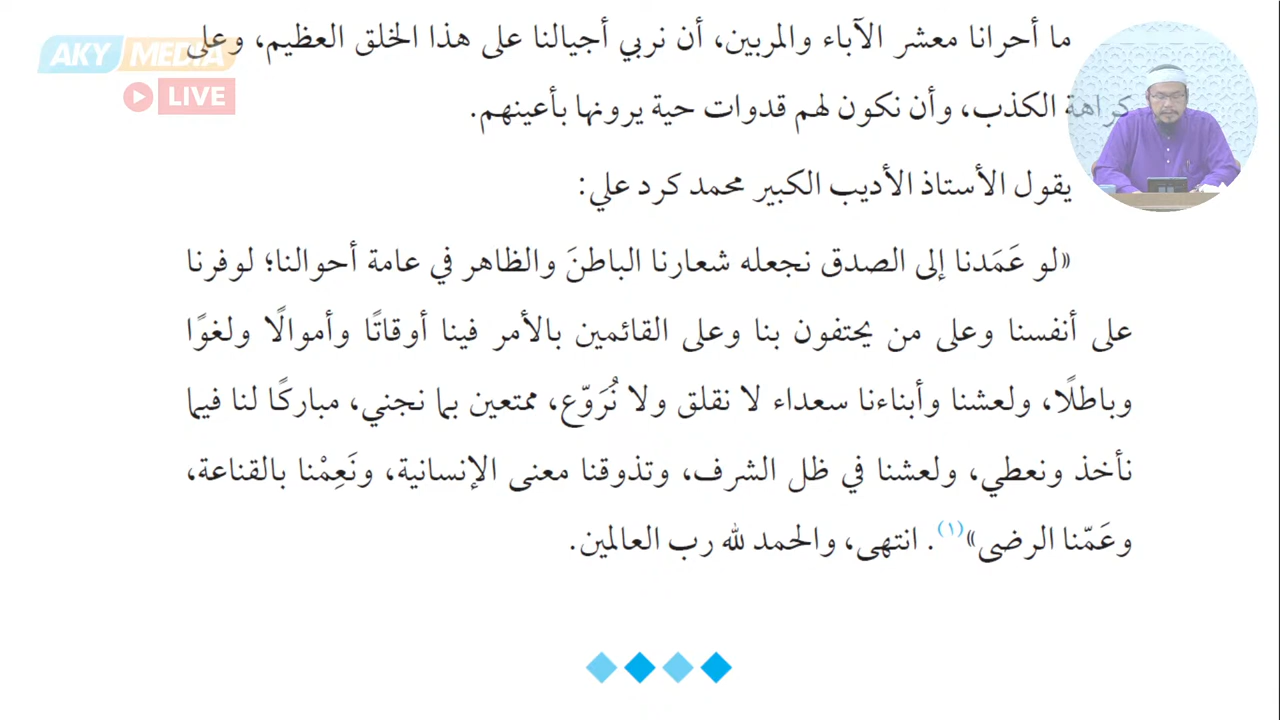 AKY MEDIA
LIVE
ما أحرانا معشر الآباء والمربين، أن نربي أجيالنا على هذا الخلق العظيم، وعلى
كراهة الكذب، وأن نكون لهم قدوات حية يرونها بأعينهم.
يقول الأستاذ الأديب الكبير محمد كرد علي:
«لو عَمَدنا إلى الصدق نجعله شعارنا الباطنَ والظاهر في عامة أحوالنا؛ لوفرنا
على أنفسنا وعلى من يحتفون بنا وعلى القائمين بالأمر فينا أوقاتًا وأموالًا ولغوًا
وباطلًا، ولعشنا وأبناءنا سعداء لا نقلق ولا نُرَوّع، ممتعين بما نجني، مباركًا لنا فيما
نأخذ ونعطي، ولعشنا في ظل الشرف، وتذوقنا معنى الإنسانية، ونَعِمْنا بالقناعة،
وعَمّنا الرضى»(١). انتهى، والحمد لله رب العالمين.